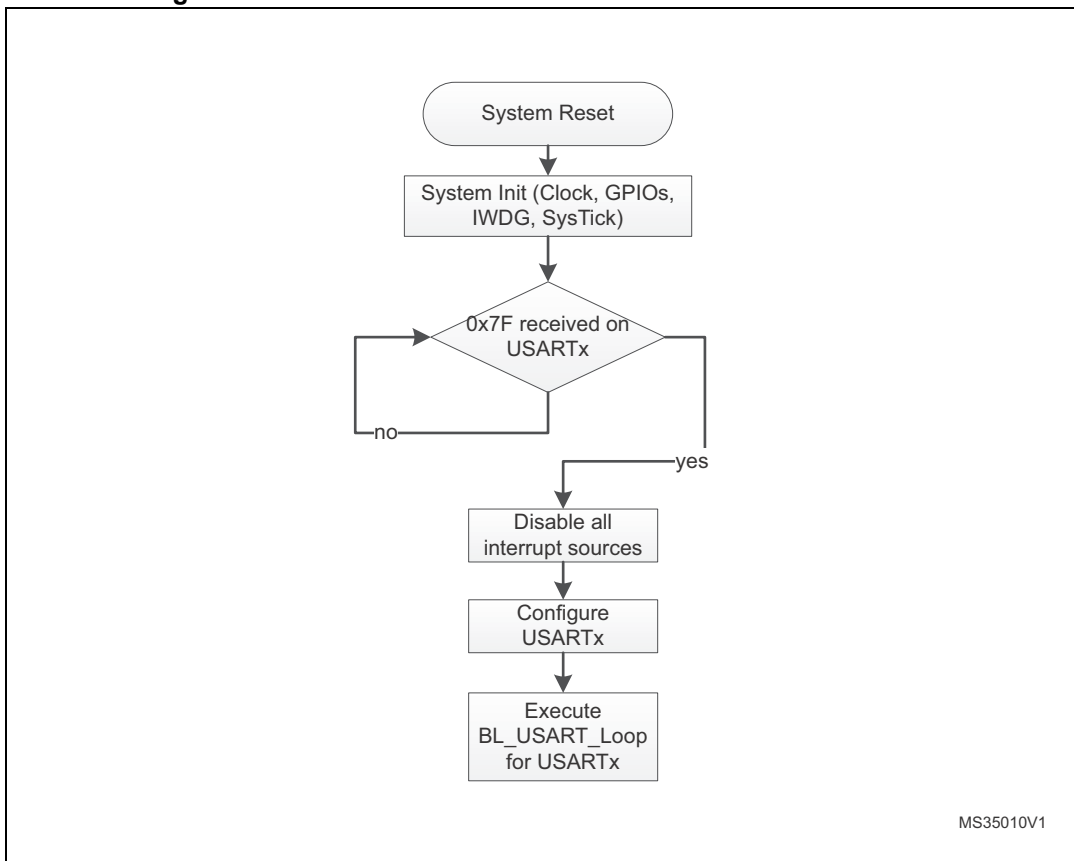 System Reset
System Init (Clock, GPIOs,
IWDG, SysTick)
0x7F received on
USARTx
no
yes
Disable all
interrupt sources
Configure
USARTx
Execute
BL_USART_Loop
for USARTx
MS35010V1